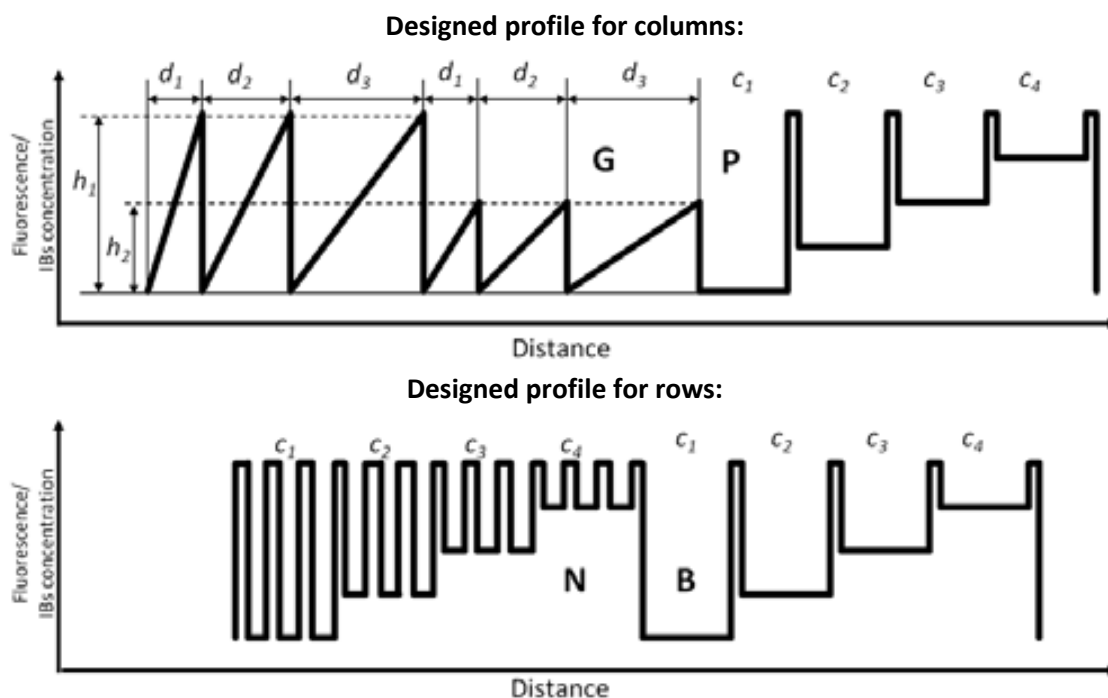 Designed profile for columns:
d₁ d₂ d₃ d₁ d₂ d₃ c₁ c₂ c₃ c₄
Fluorescence/
IBs concentration
h₁
h₂
G P
Distance
Designed profile for rows:
c₁ c₂ c₃ c₄ c₁ c₂ c₃ c₄
Fluorescence/
IBs concentration
N B
Distance